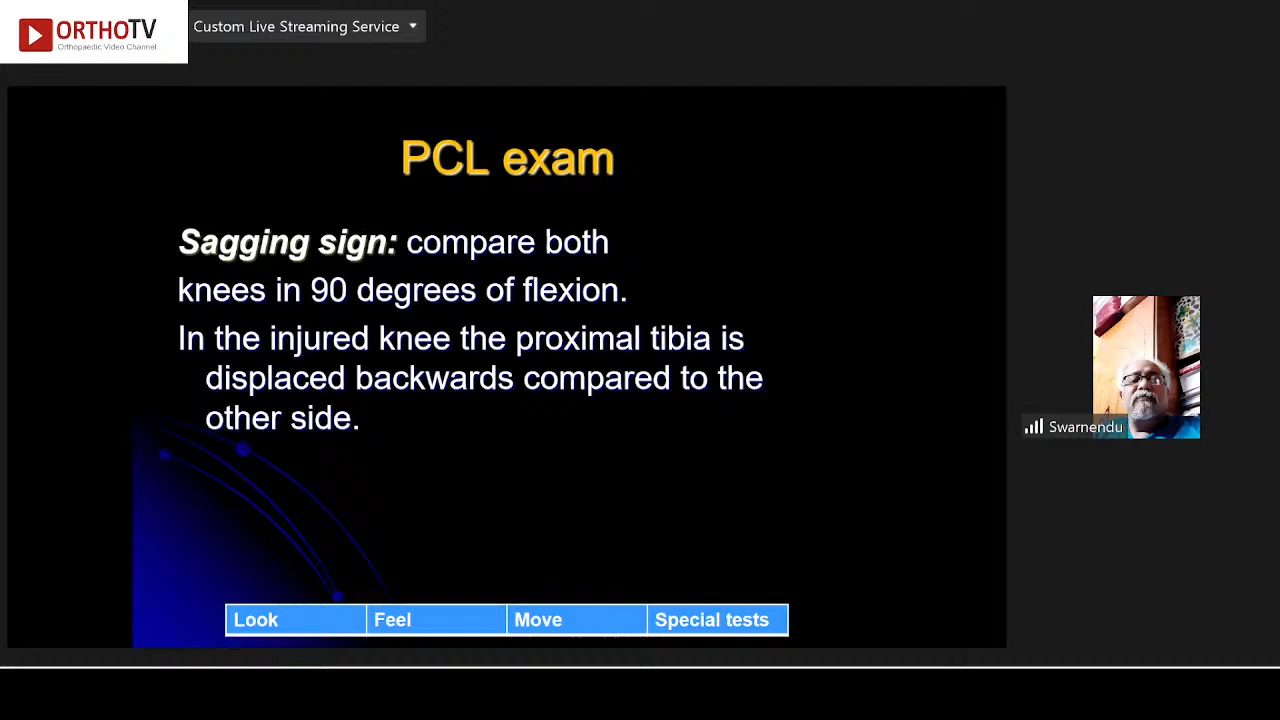 ORTHOTV
Orthopaedic Video Channel
Custom Live Streaming Service
PCL exam
Sagging sign: compare both
knees in 90 degrees of flexion.
In the injured knee the proximal tibia is
displaced backwards compared to the
other side.
Swarnendu
Look Feel Move Special tests